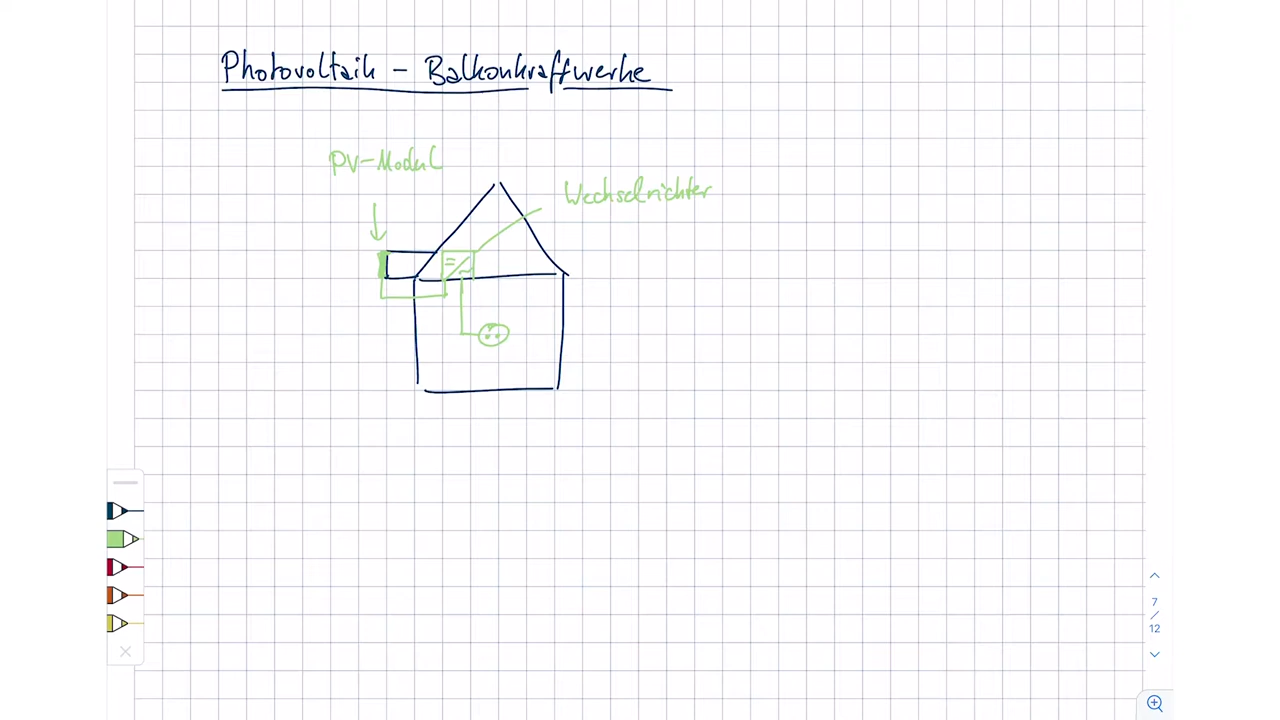 Photovoltaik - Balkonkraftwerke
PV-Modul
Wechselrichter
7
/
12